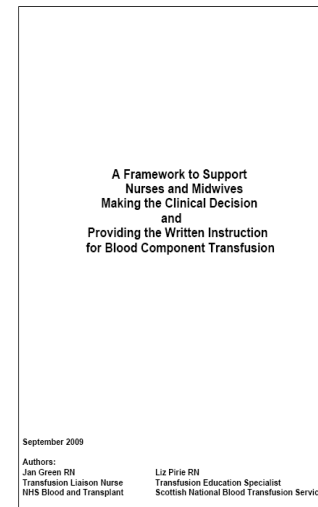 A Framework to Support
Nurses and Midwives
Making the Clinical Decision
and
Providing the Written Instruction
for Blood Component Transfusion
September 2009
Authors:
Jan Green RN
Liz Pirie RN
Transfusion Liaison Nurse
Transfusion Education Specialist
NHS Blood and Transplant
Scottish National Blood Transfusion